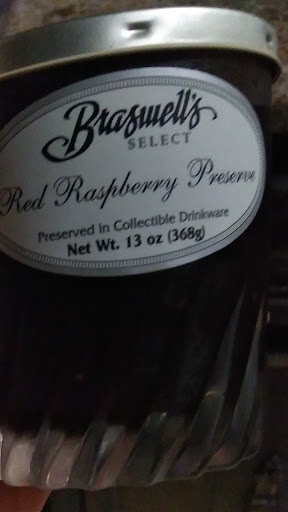 Braswell's
SELECT
Red Raspberry Preserve
Preserved in Collectible Drinkware
Net Wt. 13 oz (368g)